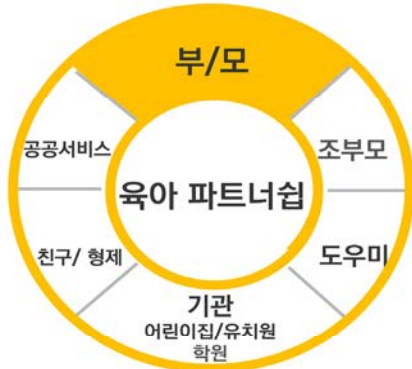 부/모
공공서비스
조부모
육아 파트너쉽
친구/ 형제
도우미
기관
어린이집/유치원
학원